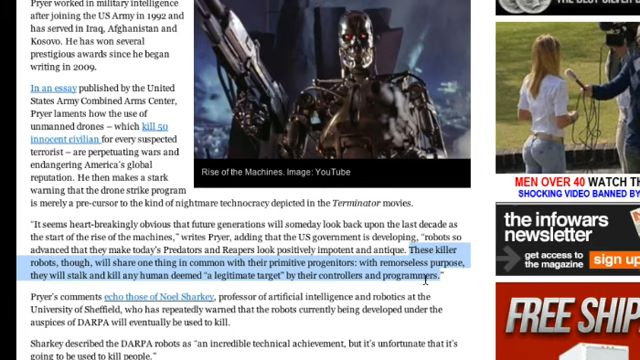 Pryer worked in military intelligence
after joining the US Army in 1992 and
has served in Iraq, Afghanistan and
Kosovo. He has won several
prestigious awards since he began
writing in 2009.
In an essay published by the United
States Army Combined Arms Center,
Pryer laments how the use of
unmanned drones – which kill 50
innocent civilian for every suspected
terrorist – are perpetuating wars and
endangering America's global
reputation. He then makes a stark
warning that the drone strike program
is merely a pre-cursor to the kind of nightmare technocracy depicted in the Terminator movies.
Rise of the Machines. Image: YouTube
"It seems heart-breakingly obvious that future generations will someday look back upon the last decade as
the start of the rise of the machines," writes Pryer, adding that the US government is developing, "robots so
advanced that they make today's Predators and Reapers look positively impotent and antique. These killer
robots, though, will share one thing in common with their primitive progenitors: with remorseless purpose,
they will stalk and kill any human deemed "a legitimate target" by their controllers and programmers."
Pryer's comments echo those of Noel Sharkey, professor of artificial intelligence and robotics at the
University of Sheffield, who has repeatedly warned that the robots currently being developed under the
auspices of DARPA will eventually be used to kill.
Sharkey described the DARPA robots as "an incredible technical achievement, but it's unfortunate that it's
going to be used to kill people."
MEN OVER 40 WATCH T
SHOCKING VIDEO BANNED B
the infowars
newsletter
get access to
the magazine
sign up
FREE SHIP